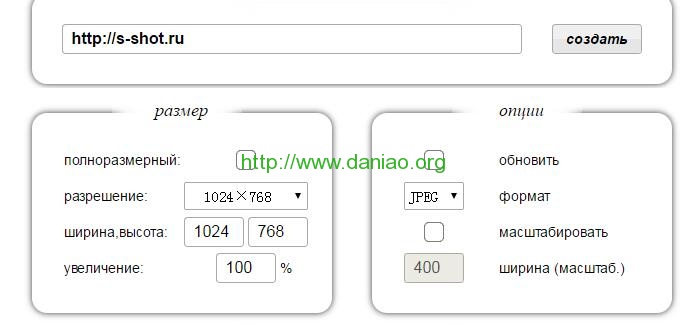 http://s-shot.ru
создать
размер
опции
полноразмерный:
http://www.daniao.org
обновить
разрешение:
1024×768
JPEG
формат
ширина,высота:
1024
768
масштабировать
увеличение:
100
%
400
ширина (масштаб.)